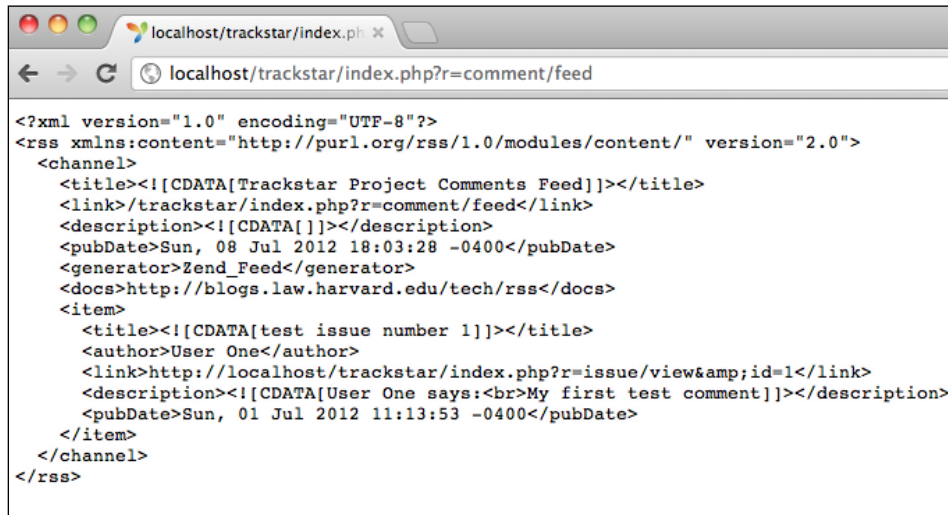 localhost/trackstar/index.ph
localhost/trackstar/index.php?r=comment/feed
<?xml version="1.0" encoding="UTF-8"?>
<rss xmlns:content="http://purl.org/rss/1.0/modules/content/" version="2.0">
<channel>
<title><![CDATA[Trackstar Project Comments Feed]]></title>
<link>/trackstar/index.php?r=comment/feed</link>
<description><![CDATA[]]></description>
<pubDate>Sun, 08 Jul 2012 18:03:28 -0400</pubDate>
<generator>Zend_Feed</generator>
<docs>http://blogs.law.harvard.edu/tech/rss</docs>
<item>
<title><![CDATA[test issue number 1]]></title>
<author>User One</author>
<link>http://localhost/trackstar/index.php?r=issue/view&amp;id=1</link>
<description><![CDATA[User One says:<br>My first test comment]]></description>
<pubDate>Sun, 01 Jul 2012 11:13:53 -0400</pubDate>
</item>
</channel>
</rss>